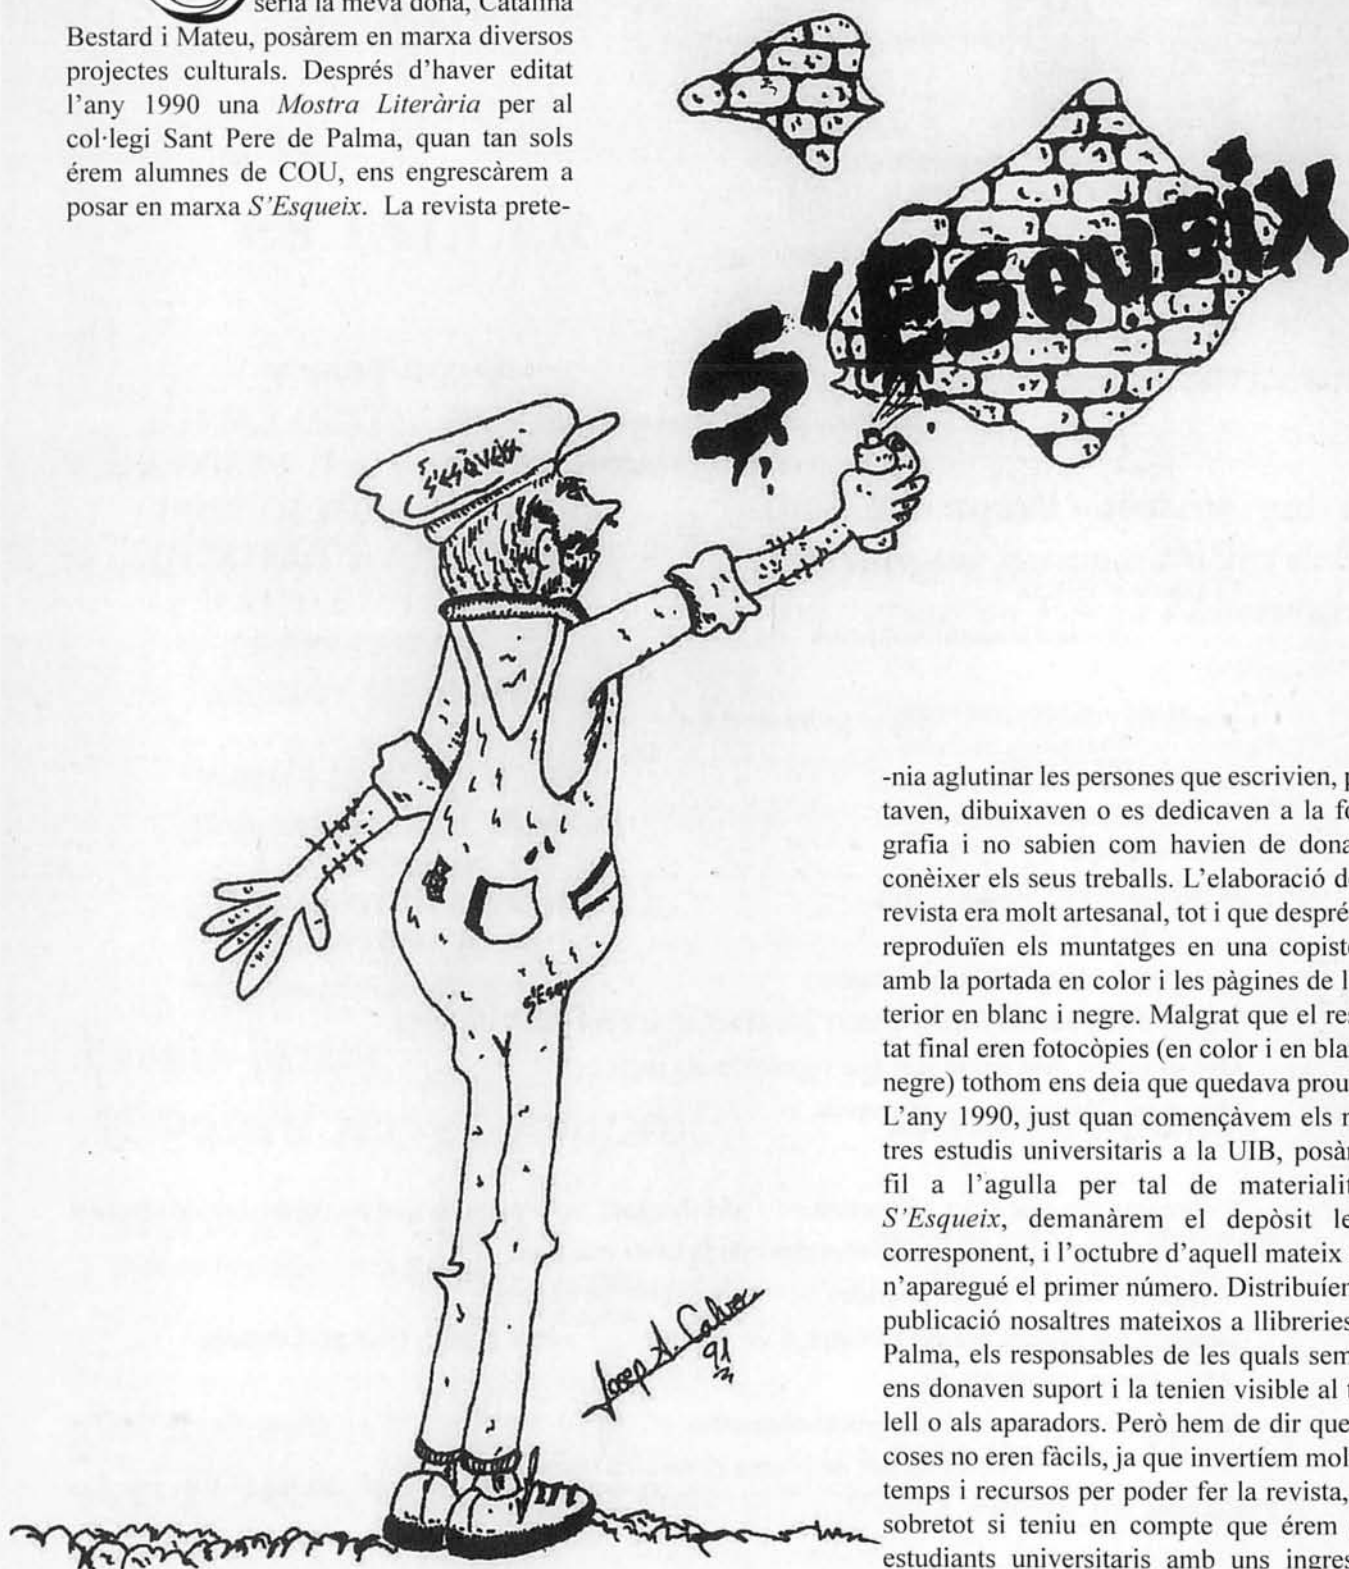 seria la meva dona, Catalina
Bestard i Mateu, posàrem en marxa diversos
projectes culturals. Després d'haver editat
l'any 1990 una Mostra Literària per al
col·legi Sant Pere de Palma, quan tan sols
érem alumnes de COU, ens engrescàrem a
posar en marxa S'Esqueix. La revista prete-
S'ESQUEIX
S'ESQUEIX
S'ESQ
Josep A. Calvo
91
-nia aglutinar les persones que escrivien, p
taven, dibuixaven o es dedicaven a la fo
grafia i no sabien com havien de dona
conèixer els seus treballs. L'elaboració d
revista era molt artesanal, tot i que despré
reproduïen els muntatges en una copist
amb la portada en color i les pàgines de l
terior en blanc i negre. Malgrat que el res
tat final eren fotocòpies (en color i en bla
negre) tothom ens deia que quedava prou
L'any 1990, just quan començàvem els n
tres estudis universitaris a la UIB, posàr
fil a l'agulla per tal de materialit
S'Esqueix, demanàrem el depòsit le
corresponent, i l'octubre d'aquell mateix
n'aparegué el primer número. Distribuíen
publicació nosaltres mateixos a llibreries
Palma, els responsables de les quals sem
ens donaven suport i la tenien visible al t
lell o als aparadors. Però hem de dir que
coses no eren fàcils, ja que invertíem mol
temps i recursos per poder fer la revista,
sobretot si teniu en compte que érem
estudiants universitaris amb uns ingres